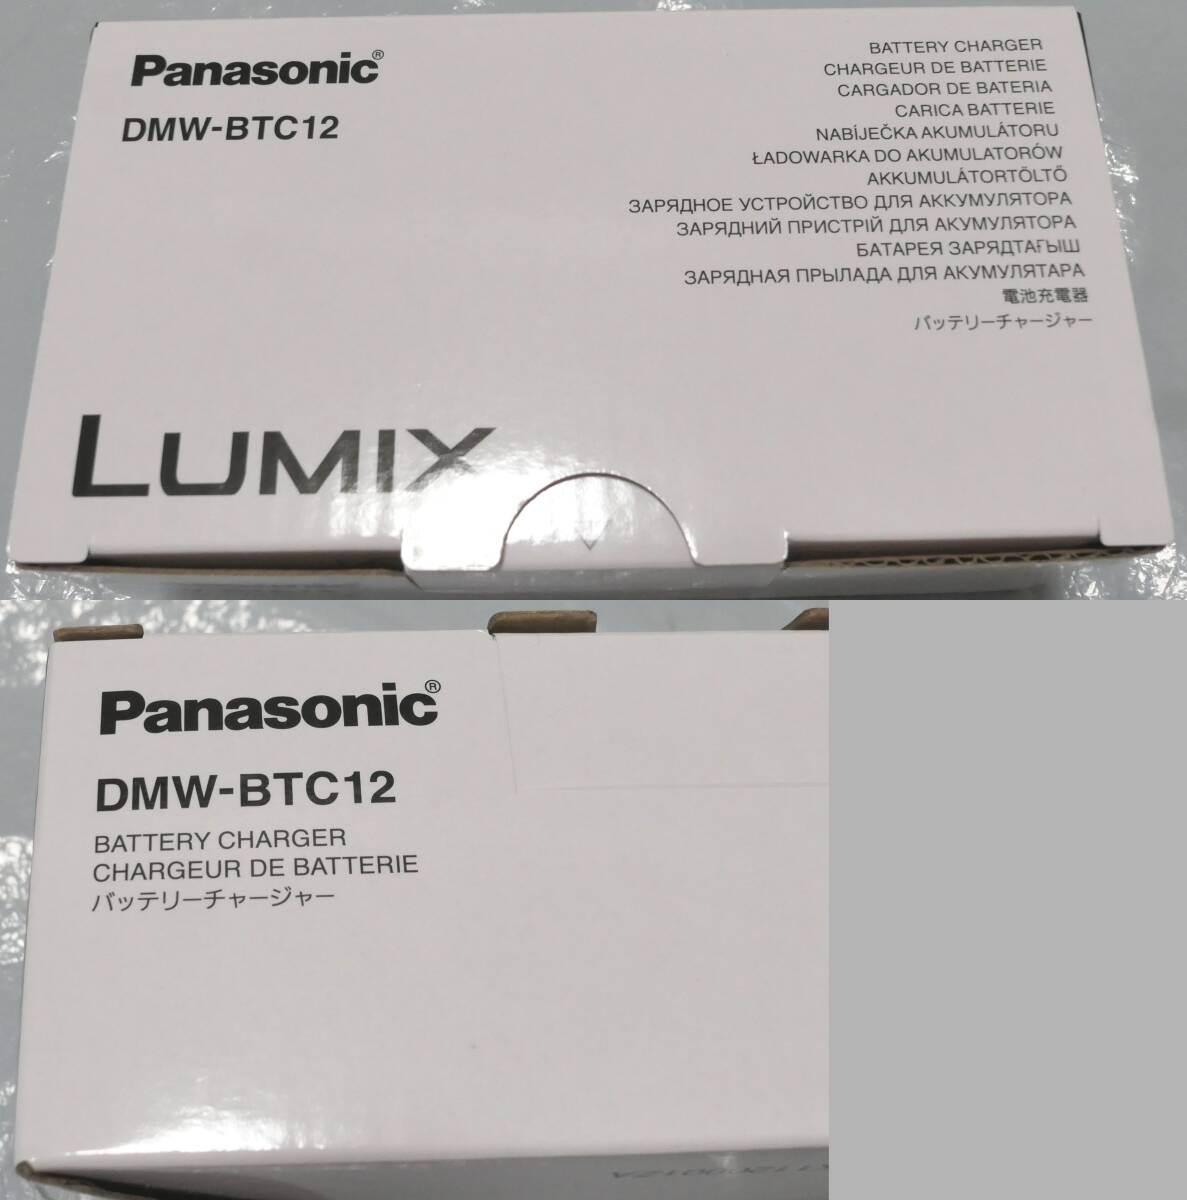 Panasonic®
DMW-BTC12
BATTERY CHARGER
CHARGEUR DE BATTERIE
CARGADOR DE BATERIA
CARICA BATTERIE
NABÍJEČKA AKUMULÁTORU
ŁADOWARKA DO AKUMULATORÓW
AKKUMULÁTORTÖLTŐ
ЗАРЯДНОЕ УСТРОЙСТВО ДЛЯ АККУМУЛЯТОРА
ЗАРЯДНИЙ ПРИСТРІЙ ДЛЯ АКУМУЛЯТОРА
БАТАРЕЯ ЗАРЯДТАҒЫШ
ЗАРЯДНАЯ ПРЫЛАДА ДЛЯ АКУМУЛЯТАРА
電池充電器
バッテリーチャージャー
LUMIX
Panasonic®
DMW-BTC12
BATTERY CHARGER
CHARGEUR DE BATTERIE
バッテリーチャージャー